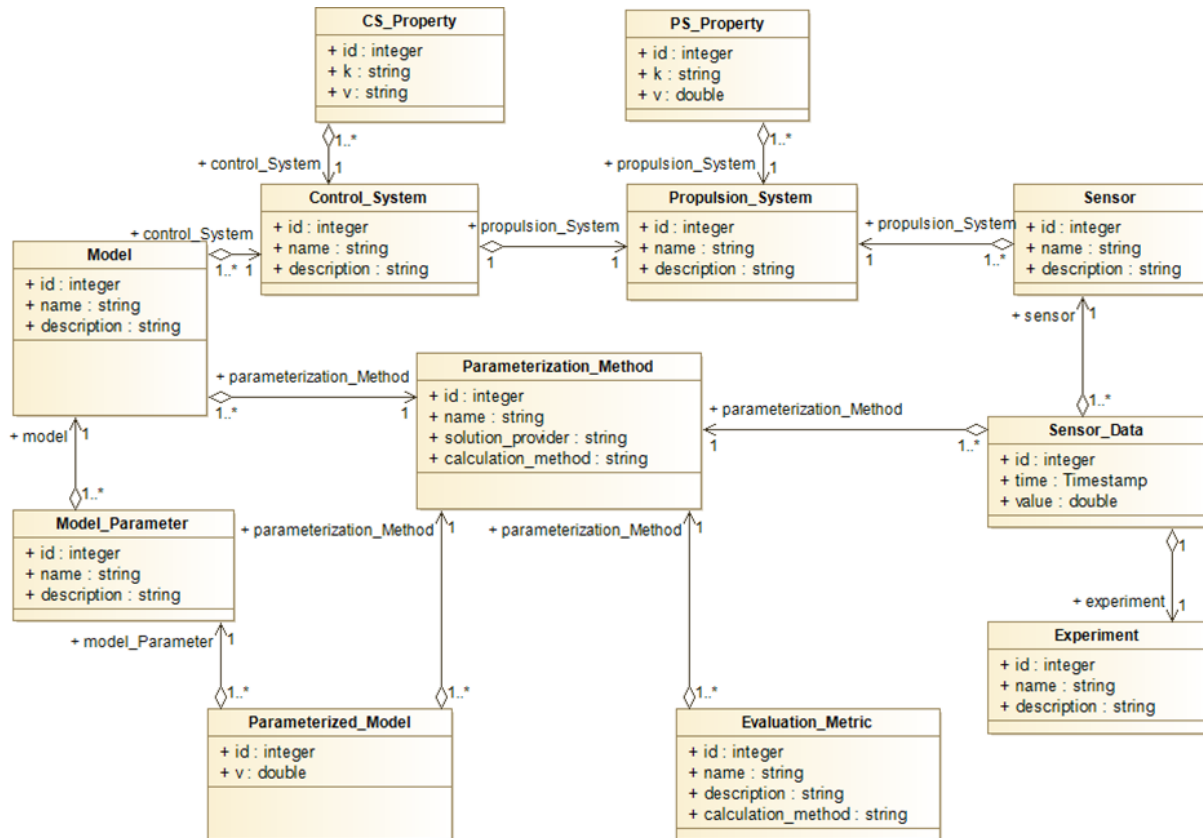 CS_Property
+ id : integer
+ k : string
+ v : string
PS_Property
+ id : integer
+ k : string
+ v : double
1..*
+ control_System
1
1..*
+ propulsion_System
1
Control_System
+ id : integer
+ name : string
+ description : string
+ propulsion_System
1
1
Propulsion_System
+ id : integer
+ name : string
+ description : string
+ propulsion_System
1
1..*
Sensor
+ id : integer
+ name : string
+ description : string
+ control_System
1..*
1
Model
+ id : integer
+ name : string
+ description : string
+ sensor
1
1..*
+ parameterization_Method
1..*
1
Parameterization_Method
+ id : integer
+ name : string
+ solution_provider : string
+ calculation_method : string
+ parameterization_Method
1
1..*
Sensor_Data
+ id : integer
+ time : Timestamp
+ value : double
+ model
1
1..*
Model_Parameter
+ id : integer
+ name : string
+ description : string
+ parameterization_Method
1
+ parameterization_Method
1
1
+ experiment
1
+ model_Parameter
1
Experiment
+ id : integer
+ name : string
+ description : string
1..*
1..*
1..*
Parameterized_Model
+ id : integer
+ v : double
Evaluation_Metric
+ id : integer
+ name : string
+ description : string
+ calculation_method : string